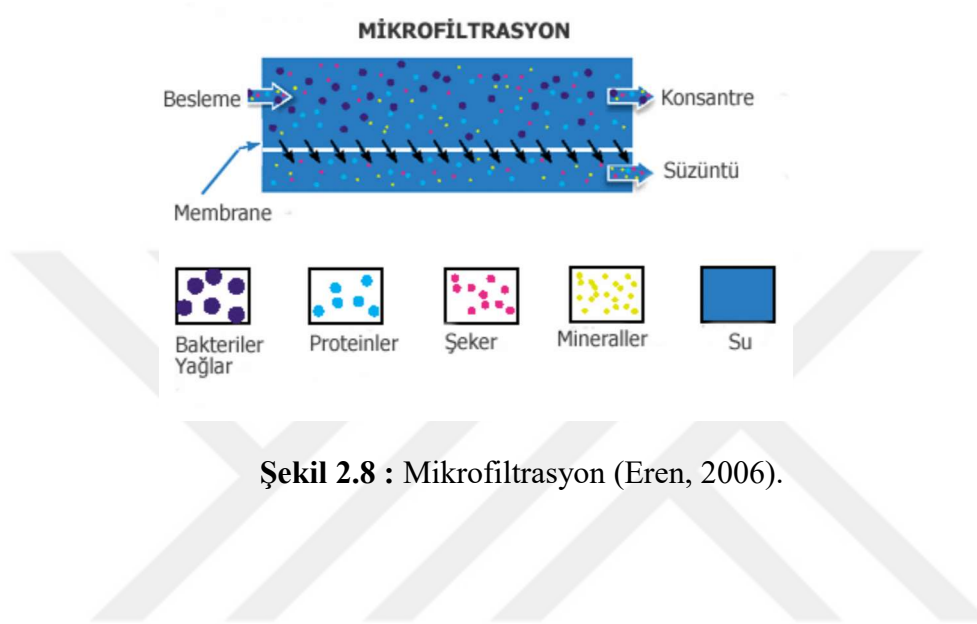 MİKROFİLTRASYON
Besleme
Konsantre
Süzüntü
Membrane
Bakteriler
Yağlar
Proteinler
Şeker
Mineraller
Su
Şekil 2.8 : Mikrofiltrasyon (Eren, 2006).